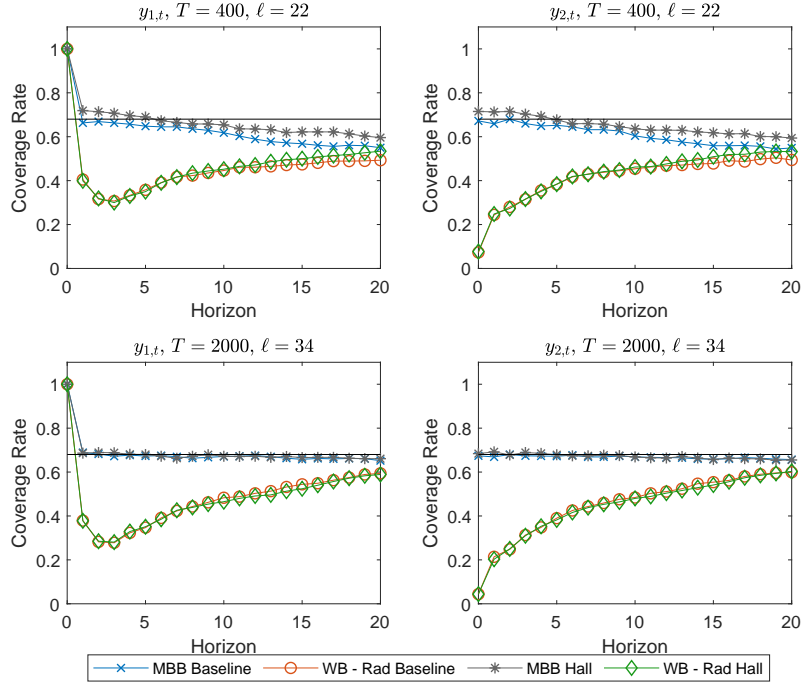 y1,t, T = 400, ℓ = 22
Coverage Rate
1
0.8
0.6
0.4
0.2
0
0 5 10 15 20
Horizon
y2,t, T = 400, ℓ = 22
Coverage Rate
1
0.8
0.6
0.4
0.2
0
0 5 10 15 20
Horizon
y1,t, T = 2000, ℓ = 34
Coverage Rate
1
0.8
0.6
0.4
0.2
0
0 5 10 15 20
Horizon
y2,t, T = 2000, ℓ = 34
Coverage Rate
1
0.8
0.6
0.4
0.2
0
0 5 10 15 20
Horizon
MBB Baseline WB - Rad Baseline MBB Hall WB - Rad Hall